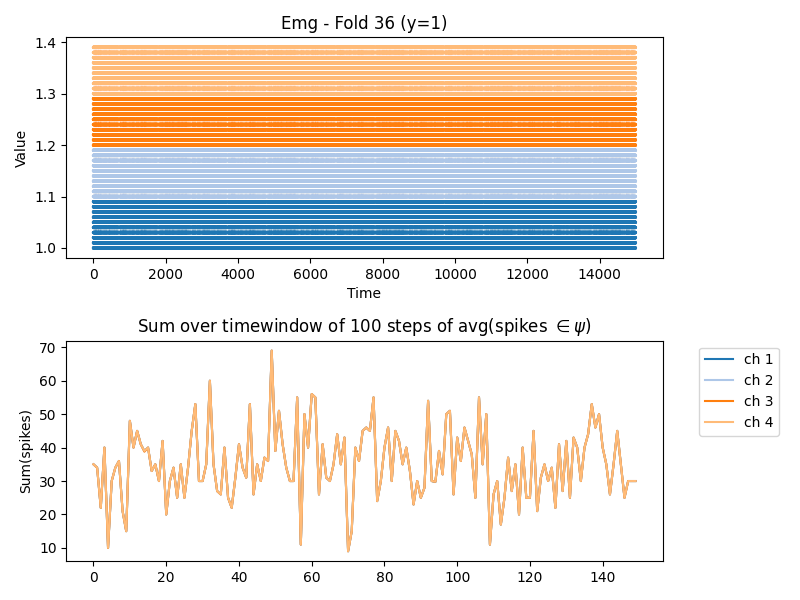 Emg - Fold 36 (y=1)
1.4
1.3
1.2
1.1
1.0
Value
0 2000 4000 6000 8000 10000 12000 14000
Time
Sum over timewindow of 100 steps of avg(spikes ∈ ψ)
70
60
50
40
30
20
10
Sum(spikes)
0 20 40 60 80 100 120 140
ch 1
ch 2
ch 3
ch 4